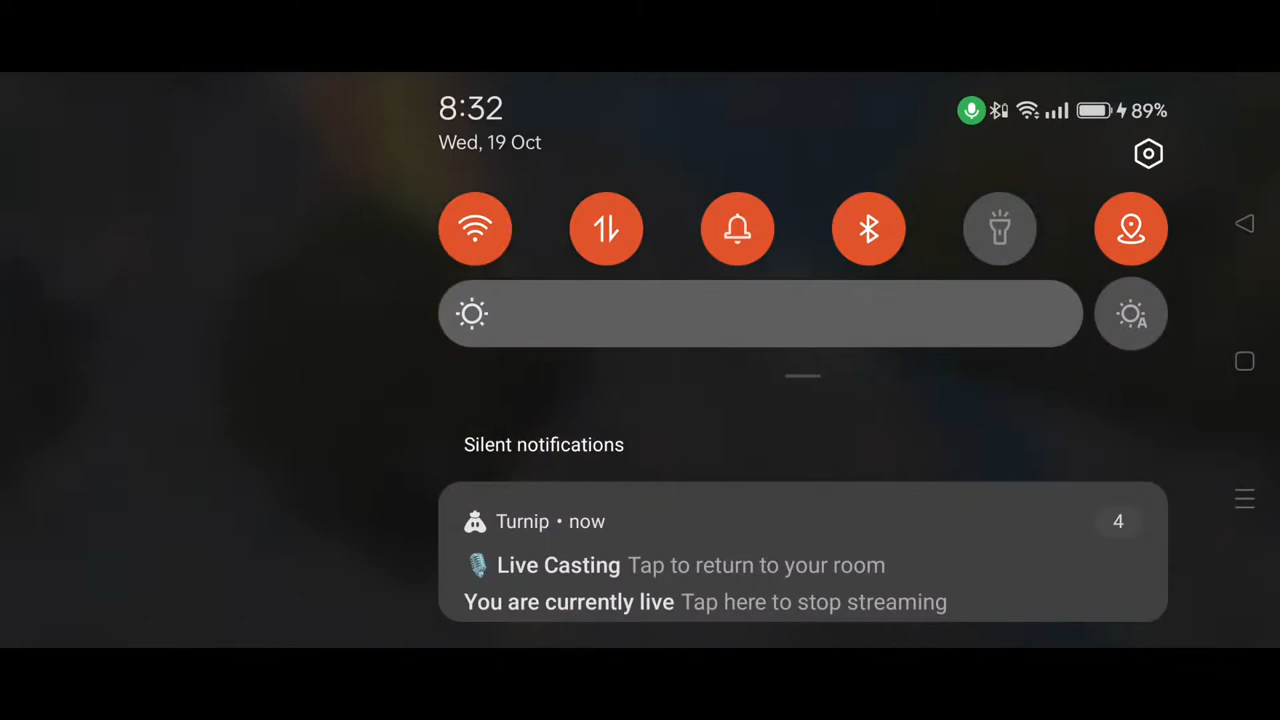 8:32
89%
Wed, 19 Oct
A
Silent notifications
Turnip • now
4
Live Casting Tap to return to your room
You are currently live Tap here to stop streaming